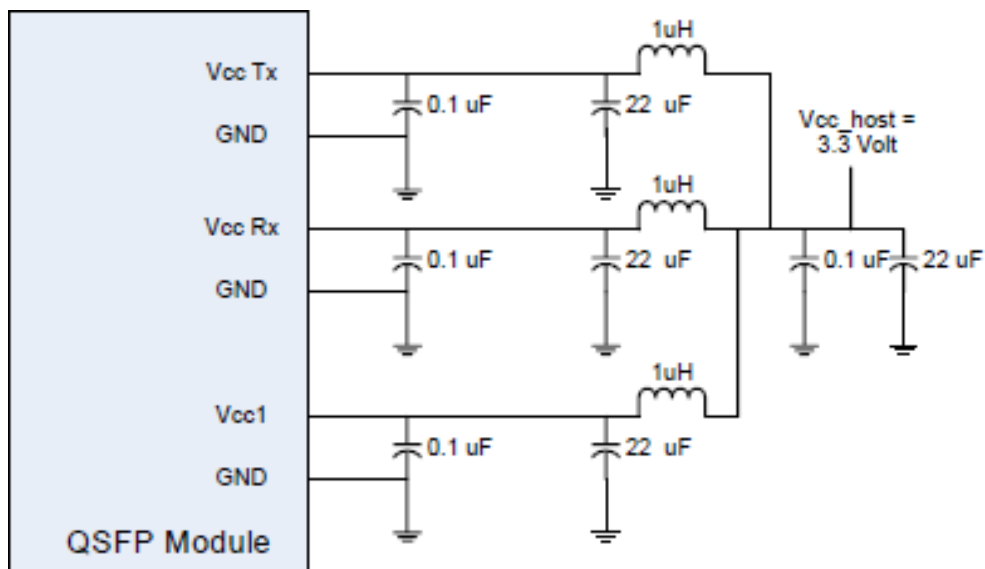 1uH
Vcc Tx
0.1 uF
22 uF
GND
Vcc_host =
3.3 Volt
1uH
Vcc Rx
0.1 uF
22 uF
0.1 uF
22 uF
GND
1uH
Vcc1
0.1 uF
22 uF
GND
QSFP Module